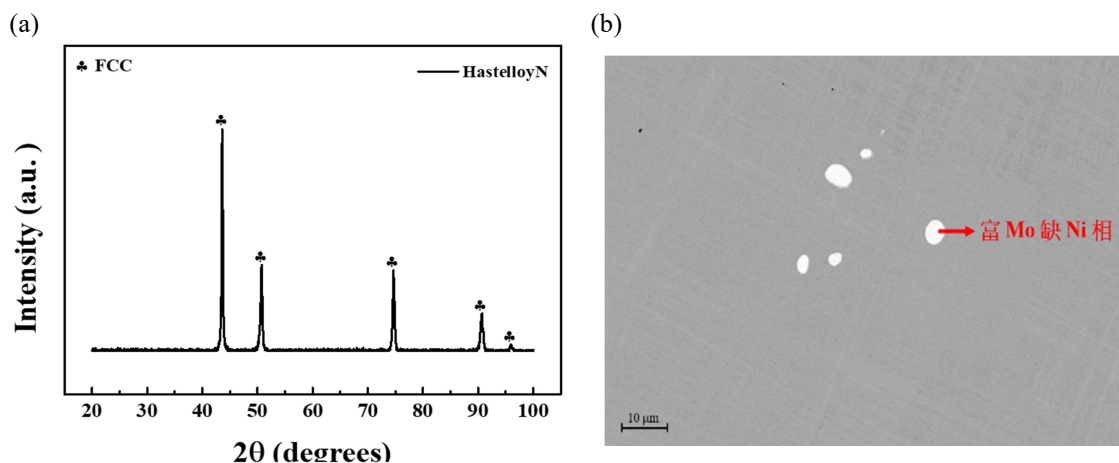 (a)
(b)
♣ FCC
HastelloyN
Intensity (a.u. )
20 30 40 50 60 70 80 90 100
2θ (degrees)
富 Mo 缺 Ni 相
10 μm